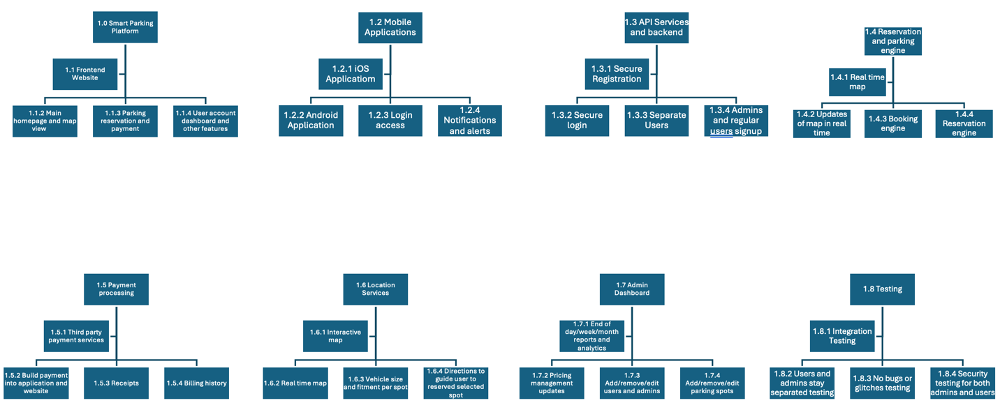 1.0 Smart Parking
Platform
1.1 Frontend
Website
1.1.2 Main
homepage and map
view
1.1.3 Parking
reservation and
payment
1.1.4 User account
dashboard and
other features
1.2 Mobile
Applications
1.2.1 iOS
Applicatiom
1.2.2 Android
Application
1.2.3 Login
access
1.2.4
Notifications
and alerts
1.3 API Services
and backend
1.3.1 Secure
Registration
1.3.2 Secure
login
1.3.3 Separate
Users
1.3.4 Admins
and regular
users signup
1.4 Reservation
and parking
engine
1.4.1 Real time
map
1.4.2 Updates
of map in real
time
1.4.3 Booking
engine
1.4.4
Reservation
engine
1.5 Payment
processing
1.5.1 Third party
payment services
1.5.2 Build payment
into application and
website
1.5.3 Receipts
1.5.4 Billing history
1.6 Location
Services
1.6.1 Interactive
map
1.6.2 Real time map
1.6.3 Vehicle size
and fitment per spot
1.6.4 Directions to
guide user to
reserved selected
spot
1.7 Admin
Dashboard
1.7.1 End of
day/week/month
reports and
analytics
1.7.2 Pricing
management
updates
1.7.3
Add/remove/edit
users and admins
1.7.4
Add/remove/edit
parking spots
1.8 Testing
1.8.1 Integration
Testing
1.8.2 Users and
admins stay
separated testing
1.8.3 No bugs or
glitches testing
1.8.4 Security
testing for both
admins and users